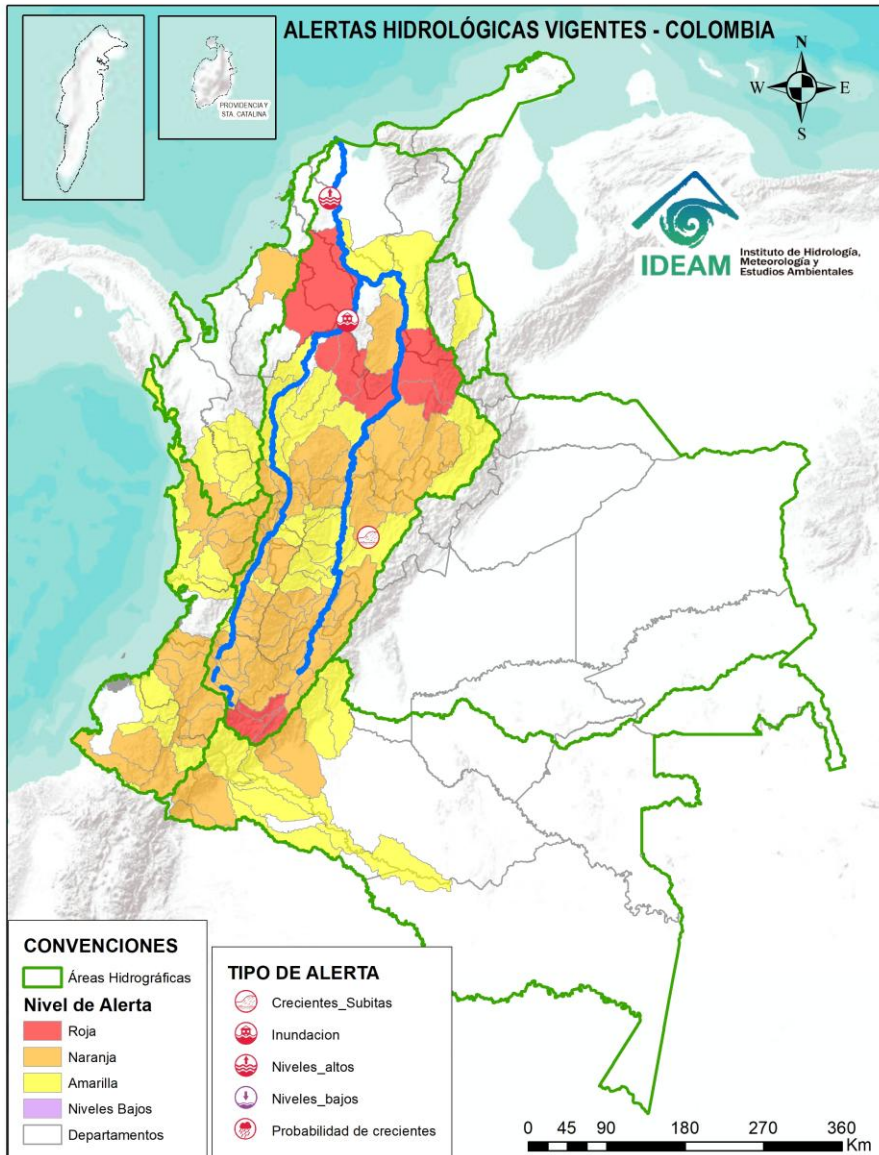 ALERTAS HIDROLÓGICAS VIGENTES - COLOMBIA
PROVIDENCIA Y
STA. CATALINA
N
W
E
S
IDEAM
Instituto de Hidrología,
Meteorología y
Estudios Ambientales
CONVENCIONES
Áreas Hidrográficas
Nivel de Alerta
Roja
Naranja
Amarilla
Niveles Bajos
Departamentos
TIPO DE ALERTA
Crecientes_Subitas
Inundacion
Niveles_altos
Niveles_bajos
Probabilidad de crecientes
0 45 90 180 270 360
Km